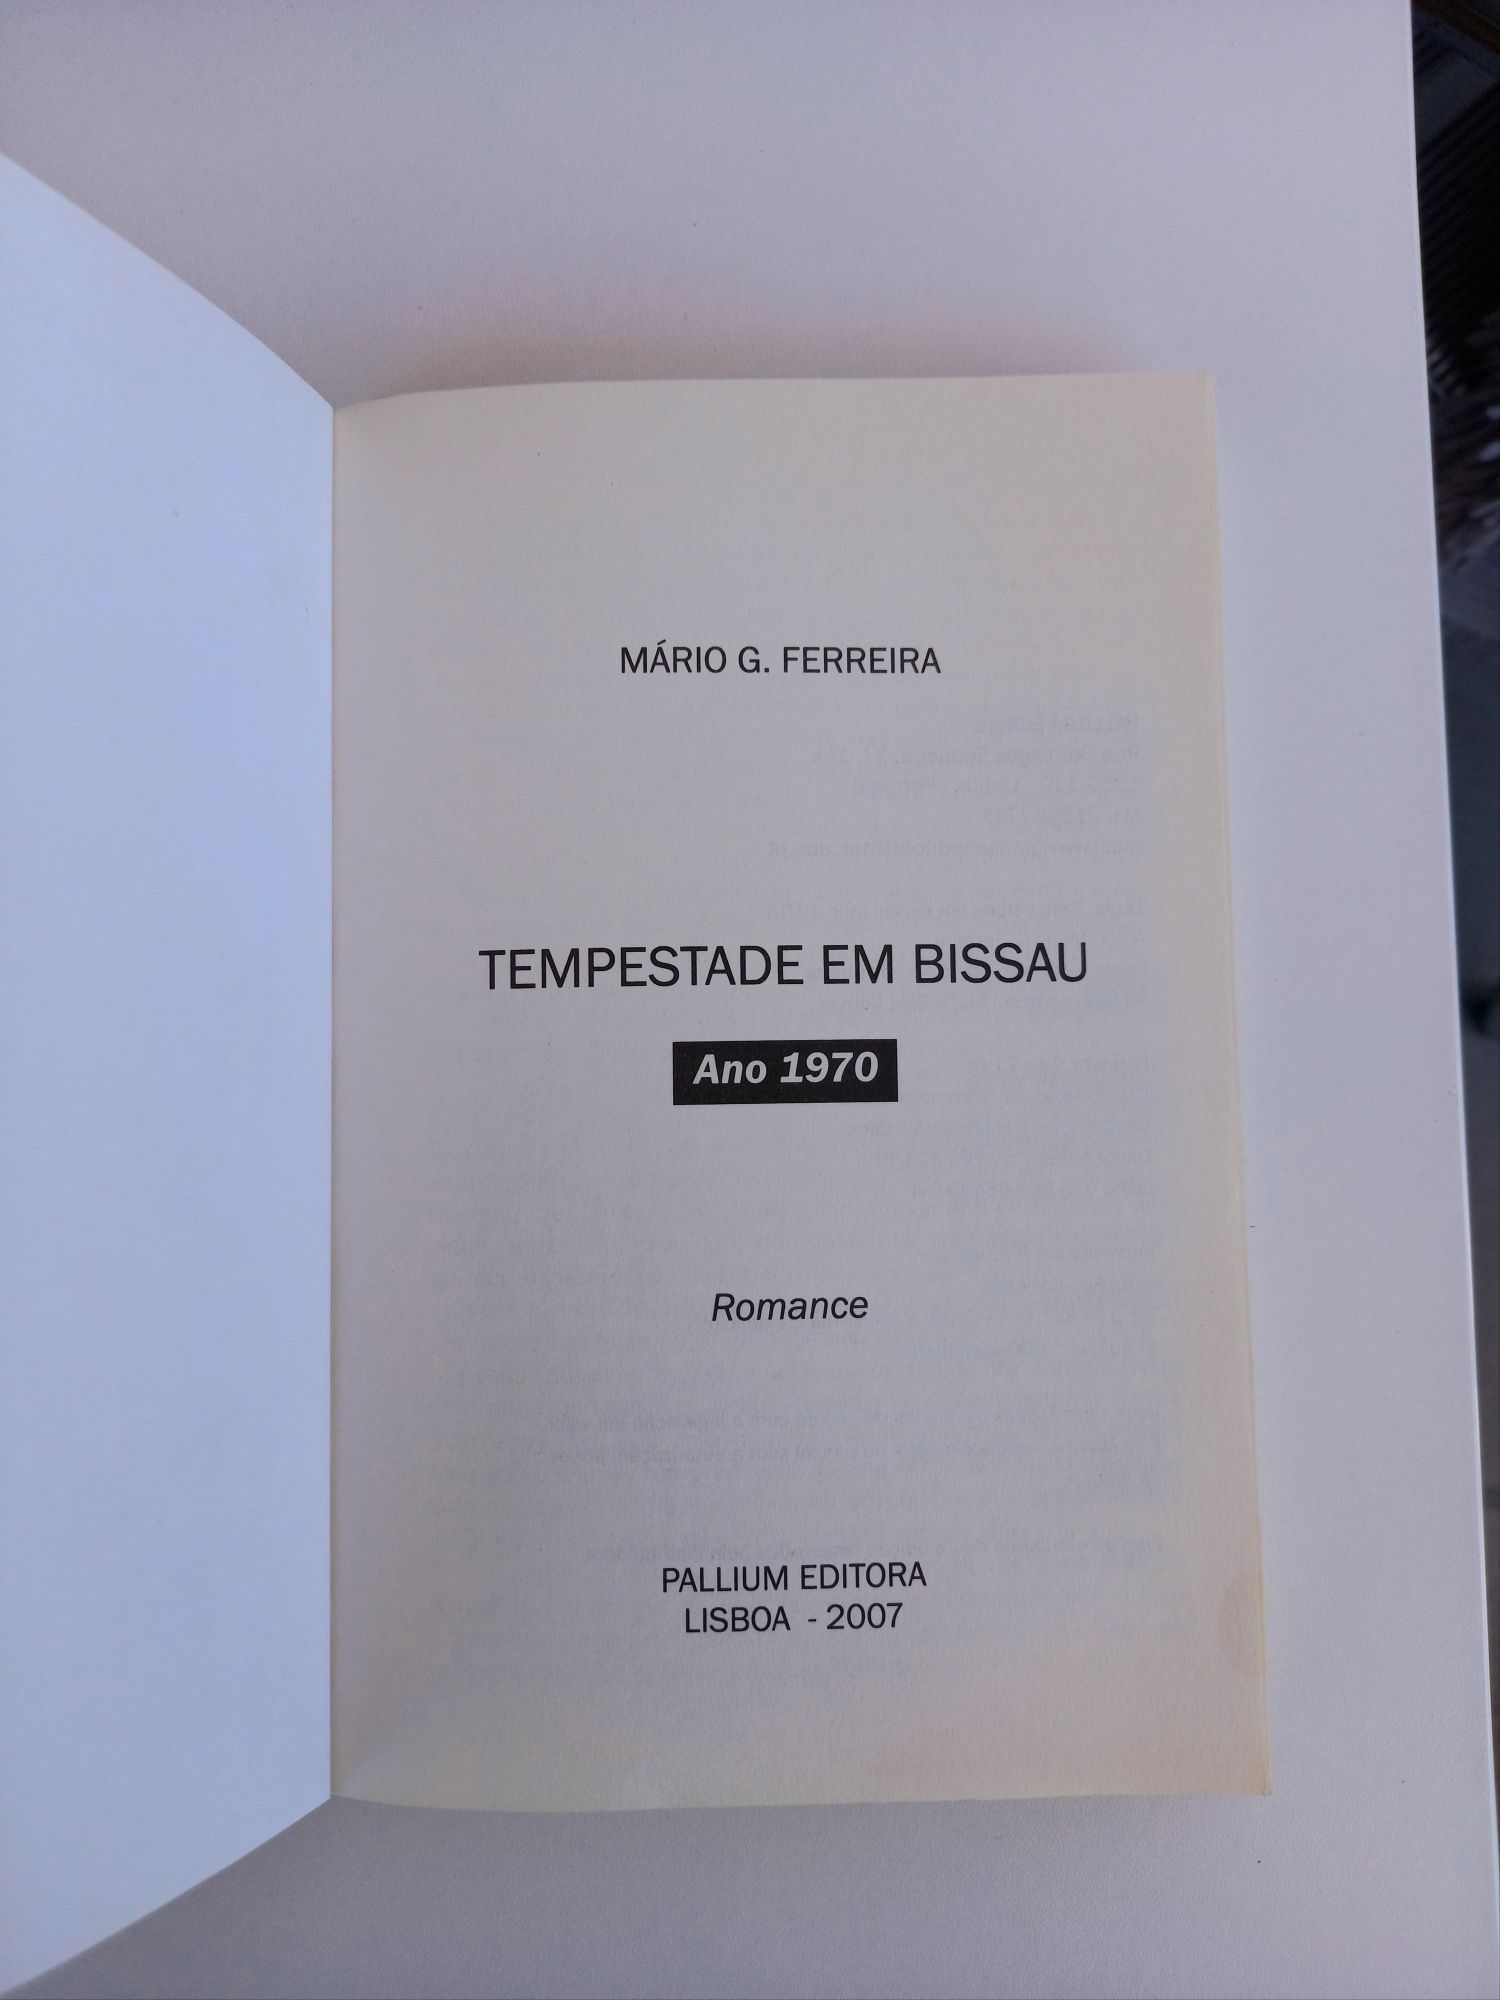 MÁRIO G. FERREIRA
TEMPESTADE EM BISSAU
Ano 1970
Romance
PALLIUM EDITORA
LISBOA - 2007